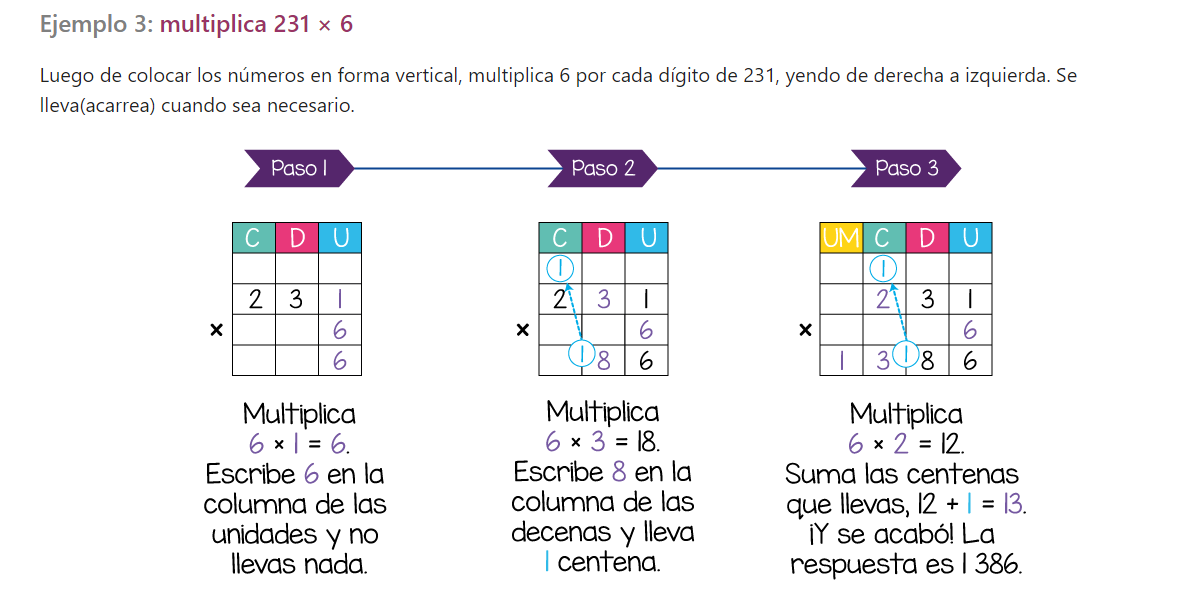 Ejemplo 3: multiplica 231 × 6
Luego de colocar los números en forma vertical, multiplica 6 por cada dígito de 231, yendo de derecha a izquierda. Se
lleva(acarrea) cuando sea necesario.
Paso 1
Paso 2
Paso 3
C D U
2 3 1
× 6
6
C D U
1
2 3 1
× 6
1 8 6
UM C D U
1
2 3 1
× 6
1 3 1 8 6
Multiplica
6 × 1 = 6.
Escribe 6 en la
columna de las
unidades y no
llevas nada.
Multiplica
6 × 3 = 18.
Escribe 8 en la
columna de las
decenas y lleva
1 centena.
Multiplica
6 × 2 = 12.
Suma las centenas
que llevas, 12 + 1 = 13.
¡Y se acabó! La
respuesta es 1 386.